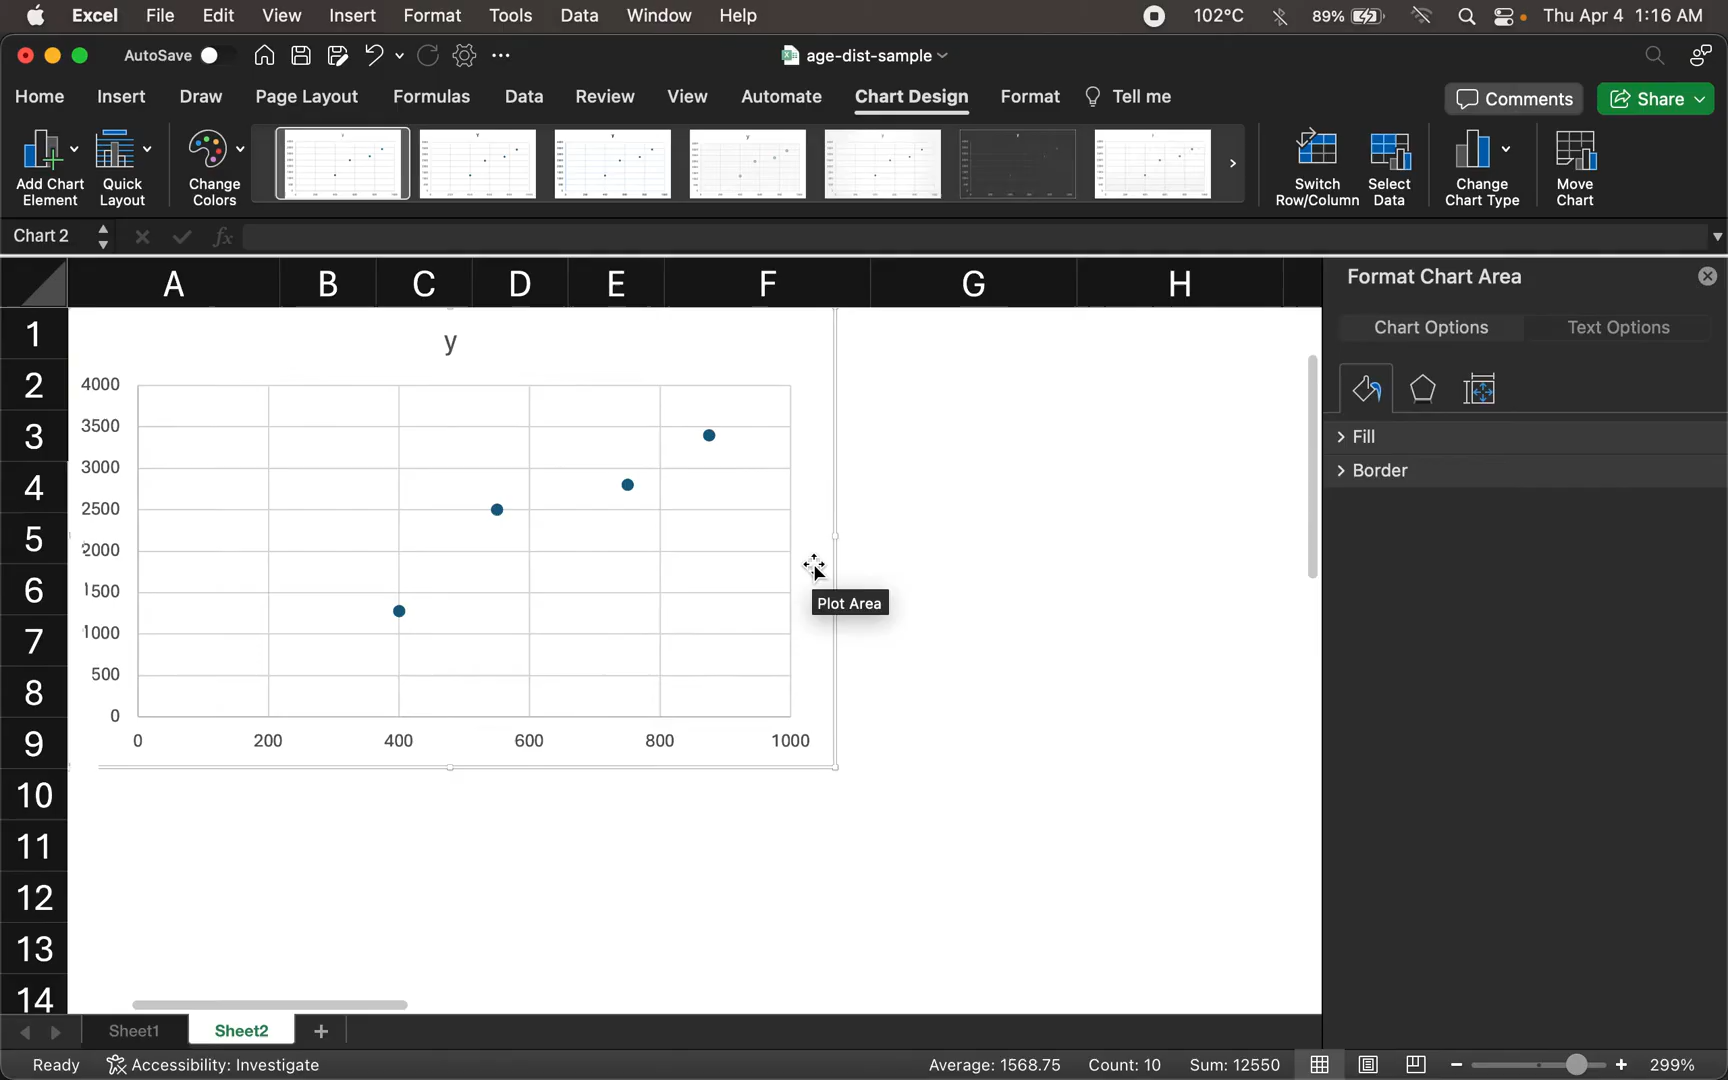 Excel File Edit View Insert Format Tools Data Window Help 102°C 89% Thu Apr 4 1:16 AM
AutoSave age-dist-sample
Home Insert Draw Page Layout Formulas Data Review View Automate Chart Design Format Tell me Comments Share
Add Chart Element
Quick Layout
Change Colors
Switch Row/Column
Select Data
Change Chart Type
Move Chart
Chart 2 fx
A B C D E F G H
Format Chart Area
Chart Options Text Options
Fill
Border
1
2
3
4
5
6
7
8
9
10
11
12
13
14
y
4000
3500
3000
2500
2000
1500
1000
500
0
0 200 400 600 800 1000
Plot Area
Sheet1 Sheet2 +
Ready Accessibility: Investigate Average: 1568.75 Count: 10 Sum: 12550 299%